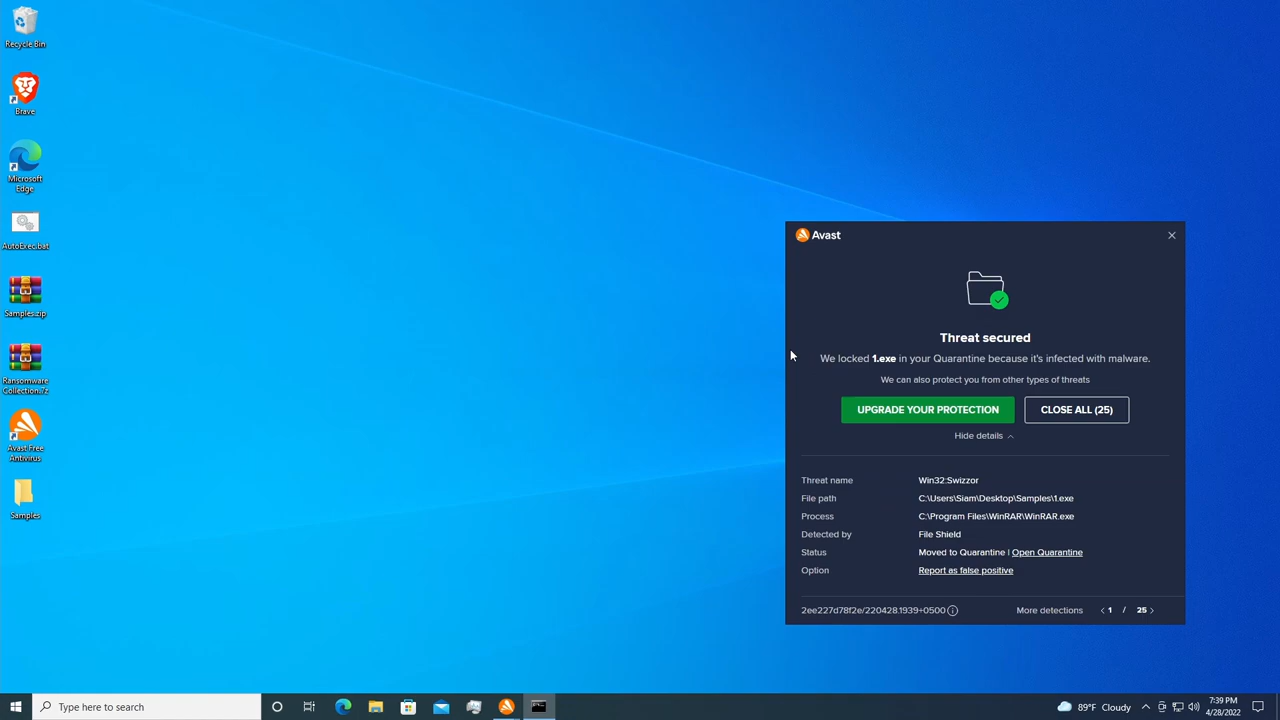 Recycle Bin
Brave
Microsoft
Edge
AutoExec.bat
Samples.zip
Ransomware
Collection.7z
Avast Free
Antivirus
Samples
Avast
Threat secured
We locked 1.exe in your Quarantine because it's infected with malware.
We can also protect you from other types of threats
UPGRADE YOUR PROTECTION
CLOSE ALL (25)
Hide details
Threat name Win32:Swizzor
File path C:\Users\Siam\Desktop\Samples\1.exe
Process C:\Program Files\WinRAR\WinRAR.exe
Detected by File Shield
Status Moved to Quarantine | Open Quarantine
Option Report as false positive
2ee227d78f2e/220428.1939+0500
More detections 1 / 25
Type here to search
89°F Cloudy
7:39 PM
4/28/2022